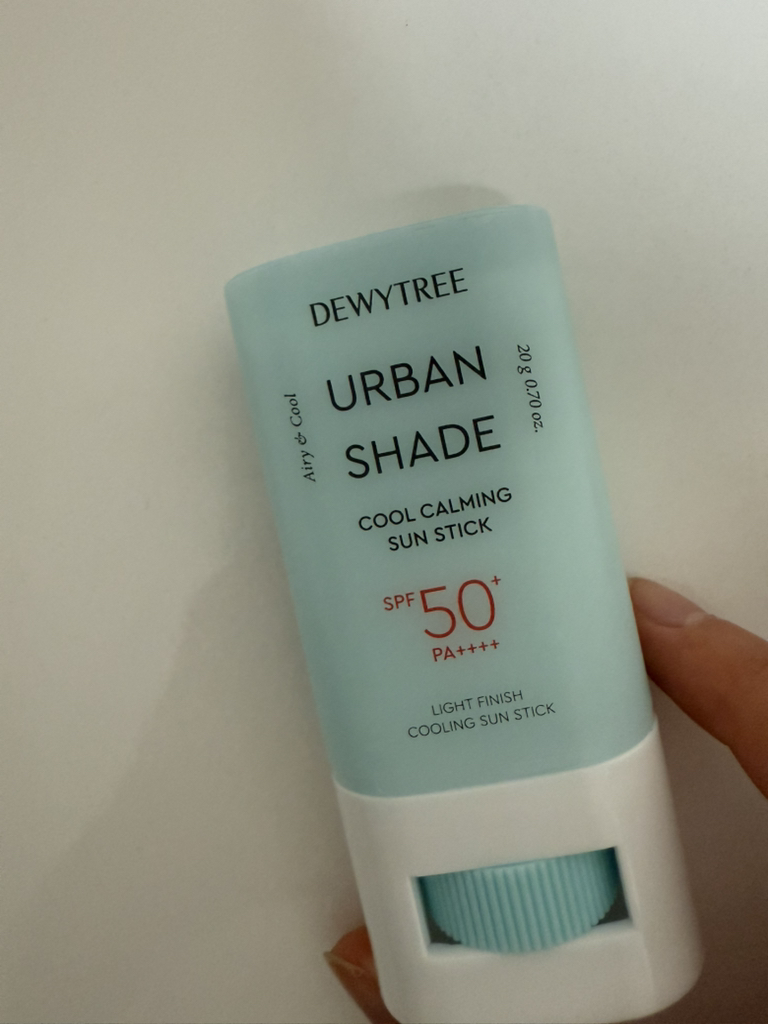 DEWYTREE
URBAN
SHADE
Airy & Cool
20 g 0.70 oz.
COOL CALMING
SUN STICK
SPF 50+
PA++++
LIGHT FINISH
COOLING SUN STICK